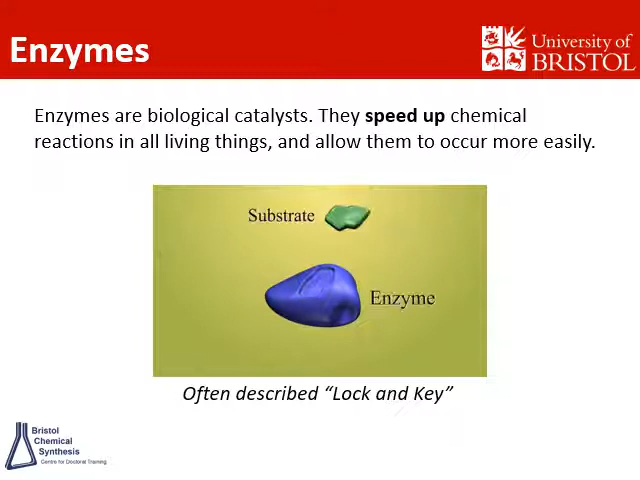 Enzymes
University of
BRISTOL
Enzymes are biological catalysts. They speed up chemical
reactions in all living things, and allow them to occur more easily.
Substrate
Enzyme
Often described “Lock and Key”
Bristol
Chemical
Synthesis
Centre for Doctoral Training